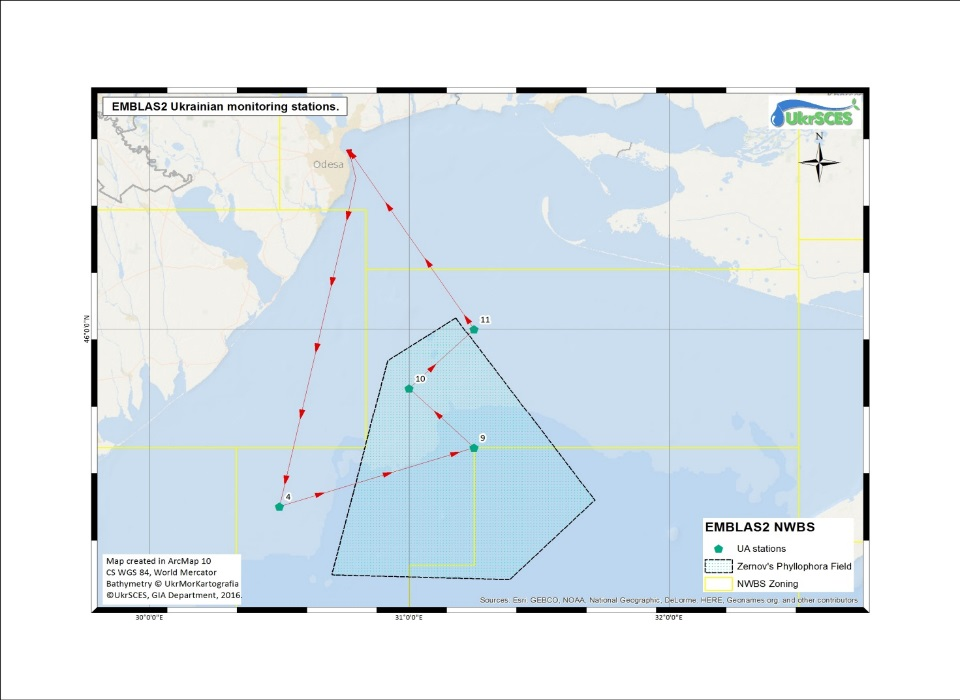 EMBLAS2 Ukrainian monitoring stations.
UkrSCES
N
Odesa
46°0'0"N
11
10
9
4
EMBLAS2 NWBS
UA stations
Zernov's Phyllophora Field
NWBS Zoning
Map created in ArcMap 10
CS WGS 84, World Mercator
Bathymetry © UkrMorKartografia
©UkrSCES, GIA Department, 2016.
Sources: Esri, GEBCO, NOAA, National Geographic, DeLorme, HERE, Geonames.org, and other contributors
30°0'0"E
31°0'0"E
32°0'0"E